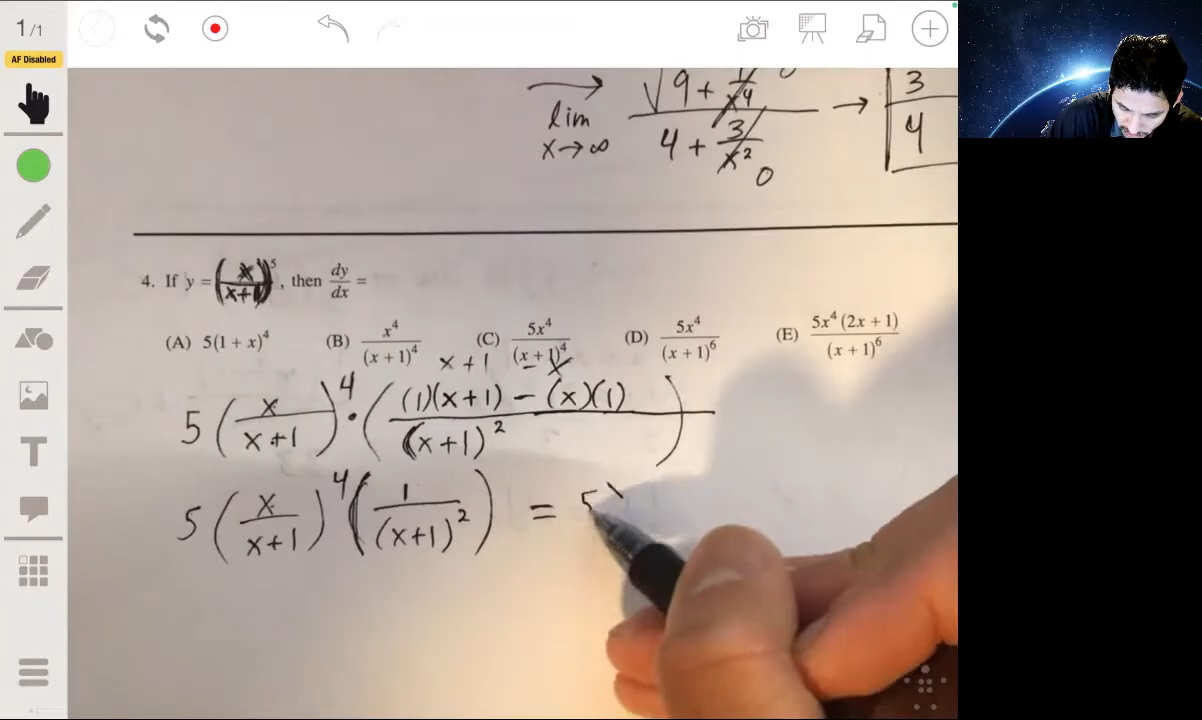 1/1
AF Disabled
T
lim
x→∞
√9 + 1/x⁴
4 + 3/x²
0
→ 3/4
4. If y = (x/(x+1))⁵, then dy/dx =
(A) 5(1 + x)⁴ (B) x⁴/(x + 1)⁴ (C) 5x⁴/(x + 1)⁴ (D) 5x⁴/(x + 1)⁶ (E) 5x⁴(2x + 1)/(x + 1)⁶
x + 1 - x
5(x/(x+1))⁴ · ((1)(x+1) - (x)(1)/(x+1)²)
5(x/(x+1))⁴(1/(x+1)²) = 5